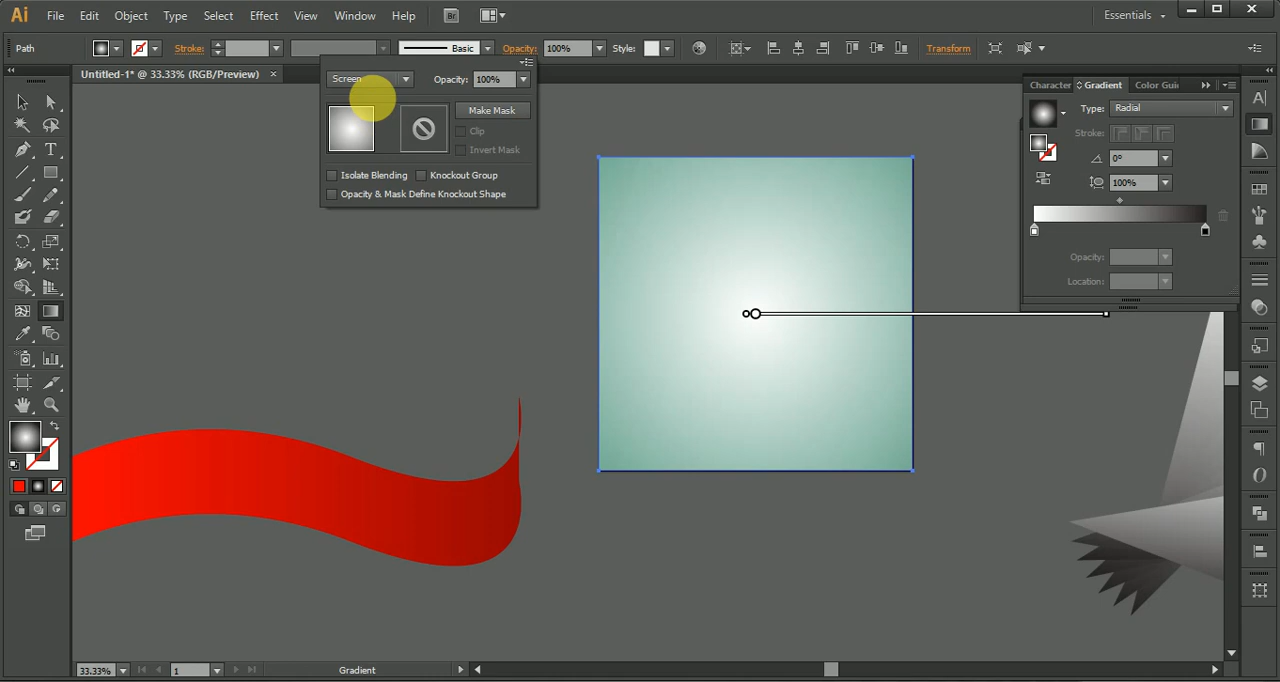 Ai File Edit Object Type Select Effect View Window Help Br Essentials
Path Stroke: Basic Opacity: 100% Style: Transform
Untitled-1* @ 33.33% (RGB/Preview) ×
Screen Opacity: 100%
Make Mask
Clip
Invert Mask
Isolate Blending Knockout Group
Opacity & Mask Define Knockout Shape
Character Gradient Color Guid
Type: Radial
Stroke:
0°
100%
Opacity:
Location:
33.33% 1 Gradient